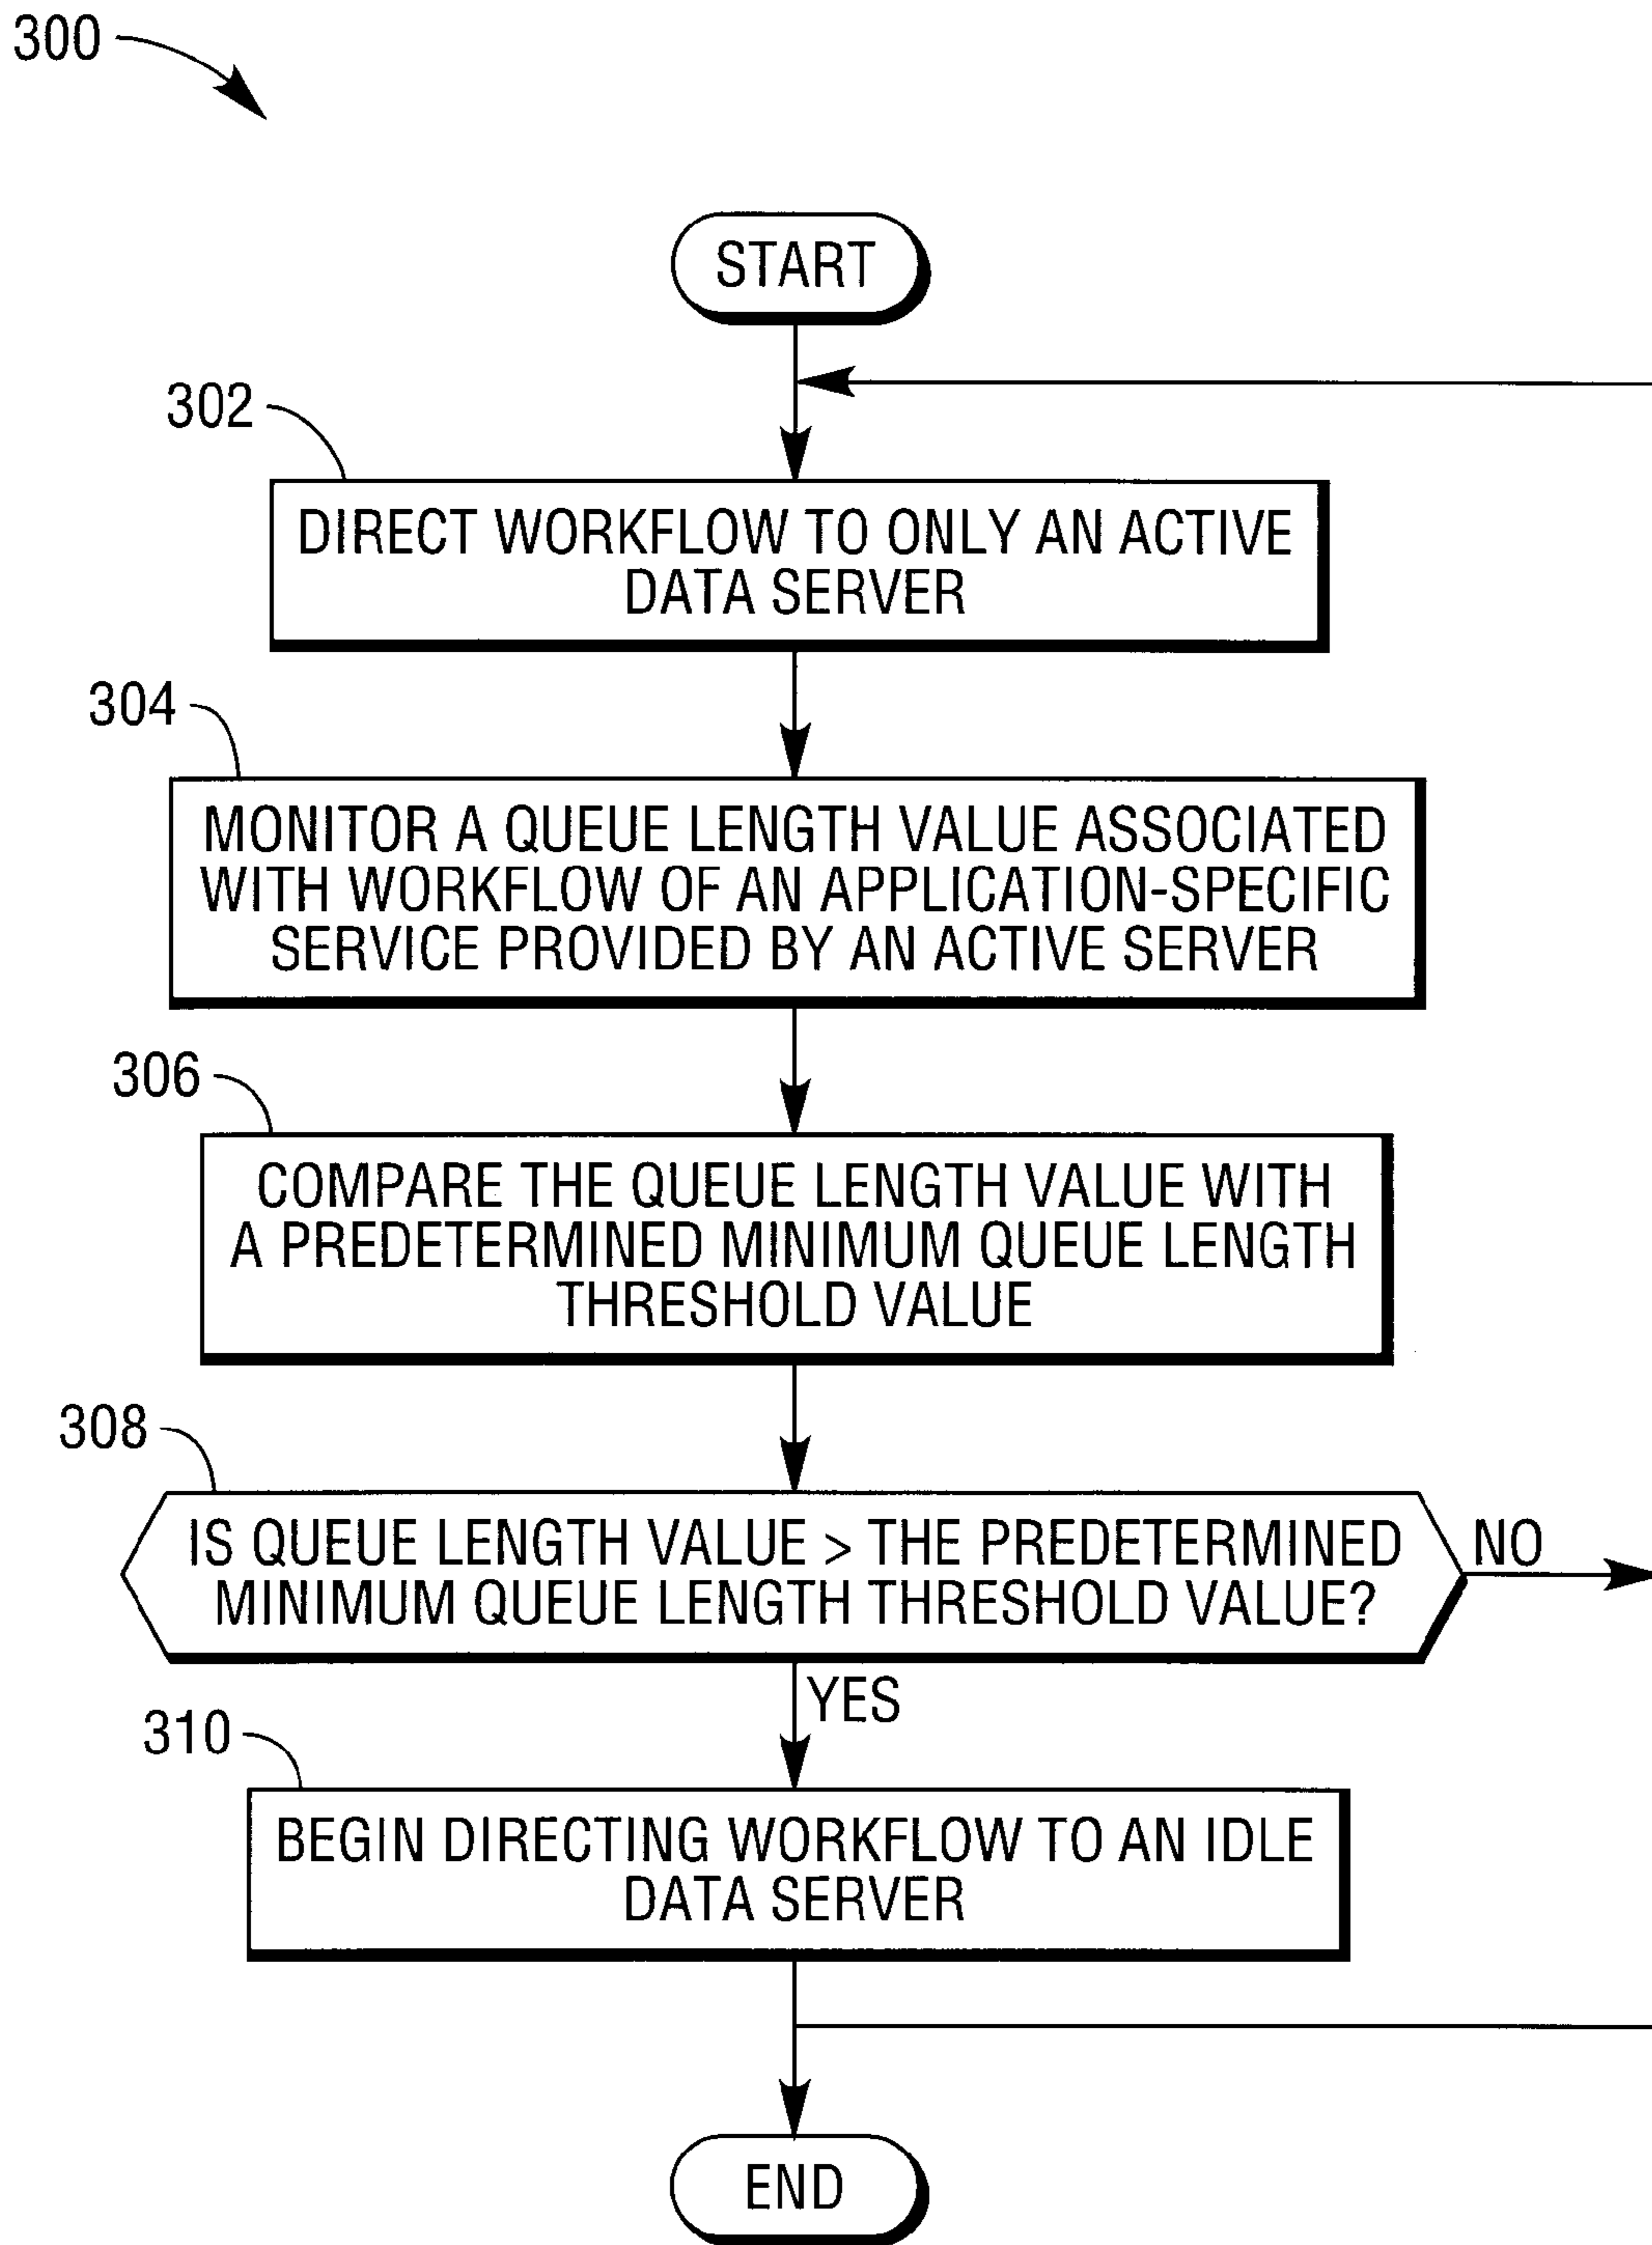 300
START
302
DIRECT WORKFLOW TO ONLY AN ACTIVE
DATA SERVER
304
MONITOR A QUEUE LENGTH VALUE ASSOCIATED
WITH WORKFLOW OF AN APPLICATION-SPECIFIC
SERVICE PROVIDED BY AN ACTIVE SERVER
306
COMPARE THE QUEUE LENGTH VALUE WITH
A PREDETERMINED MINIMUM QUEUE LENGTH
THRESHOLD VALUE
308
IS QUEUE LENGTH VALUE > THE PREDETERMINED
MINIMUM QUEUE LENGTH THRESHOLD VALUE?
NO
YES
310
BEGIN DIRECTING WORKFLOW TO AN IDLE
DATA SERVER
END